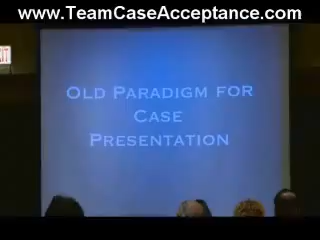 www.TeamCaseAcceptance.com
OLD PARADIGM FOR
CASE
PRESENTATION